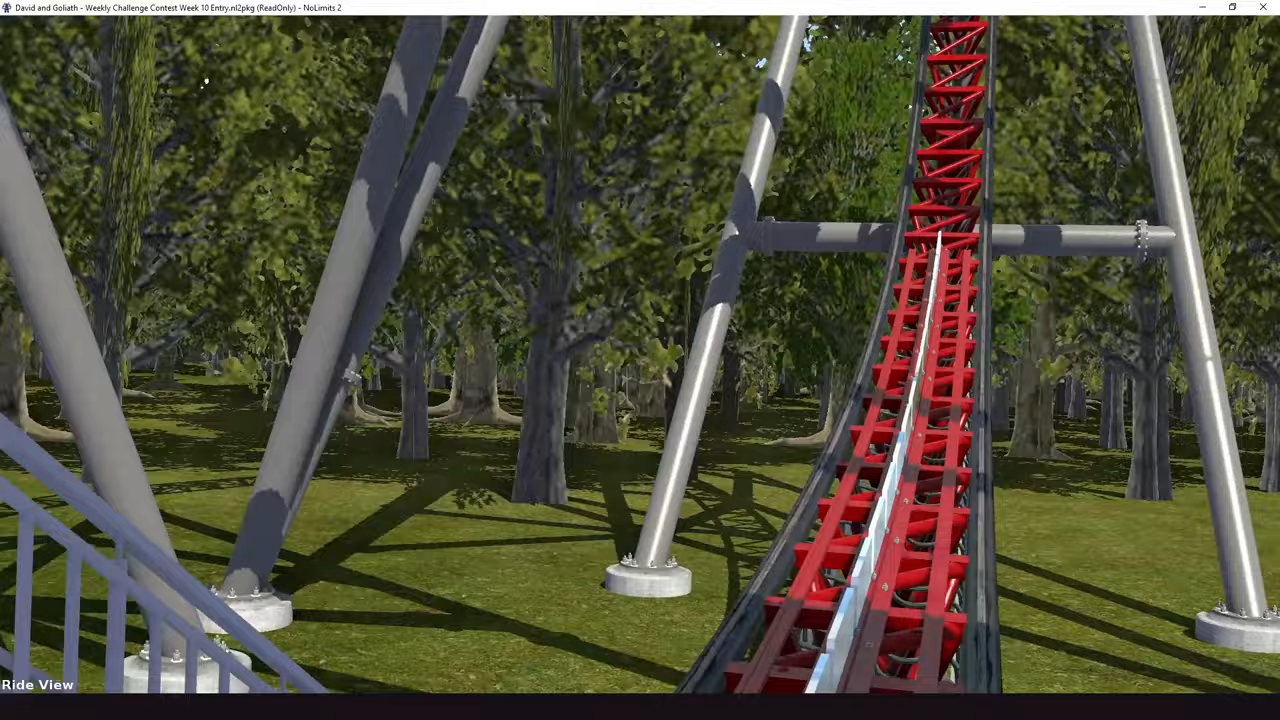 David and Goliath - Weekly Challenge Contest Week 10 Entry.nl2pkg (ReadOnly) - NoLimits 2
Ride View